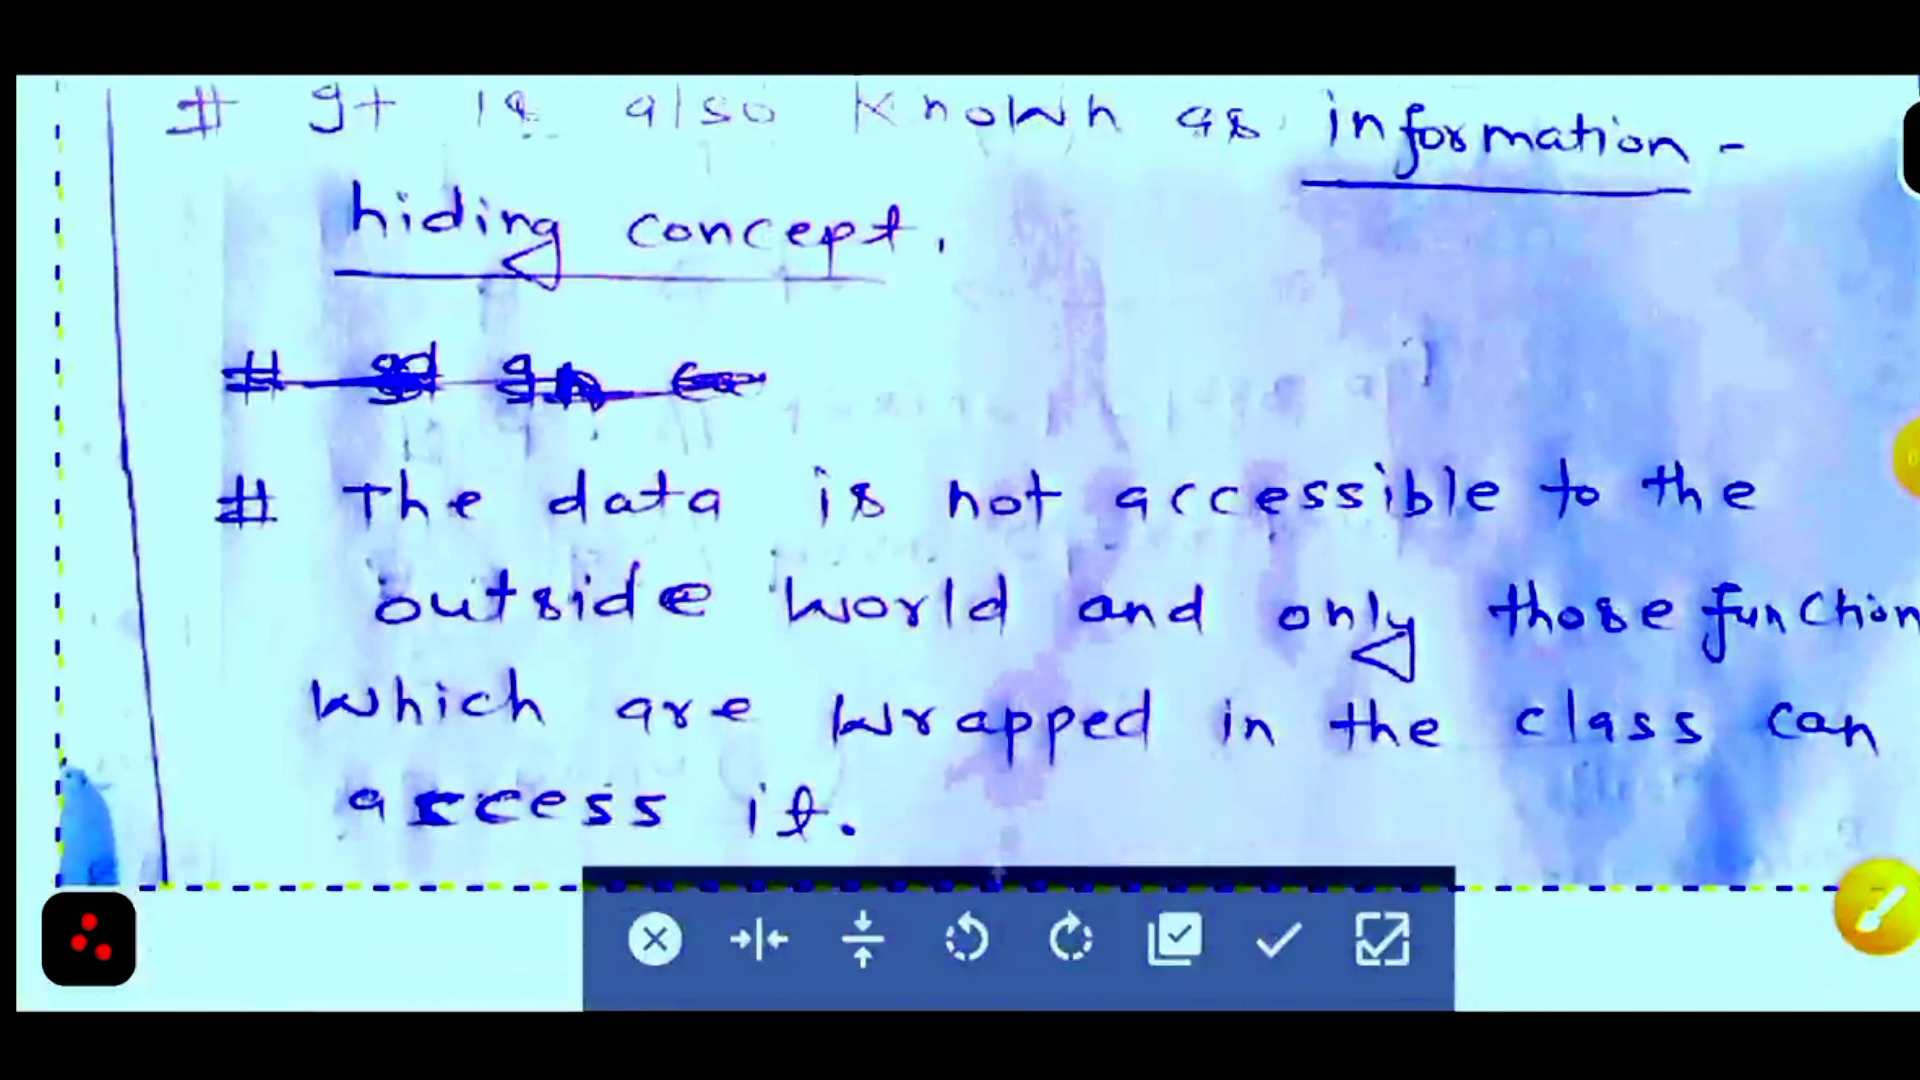 # It is also known as information -
hiding concept.
# The data is not accessible to the
outside world and only those function
which are wrapped in the class can
access it.